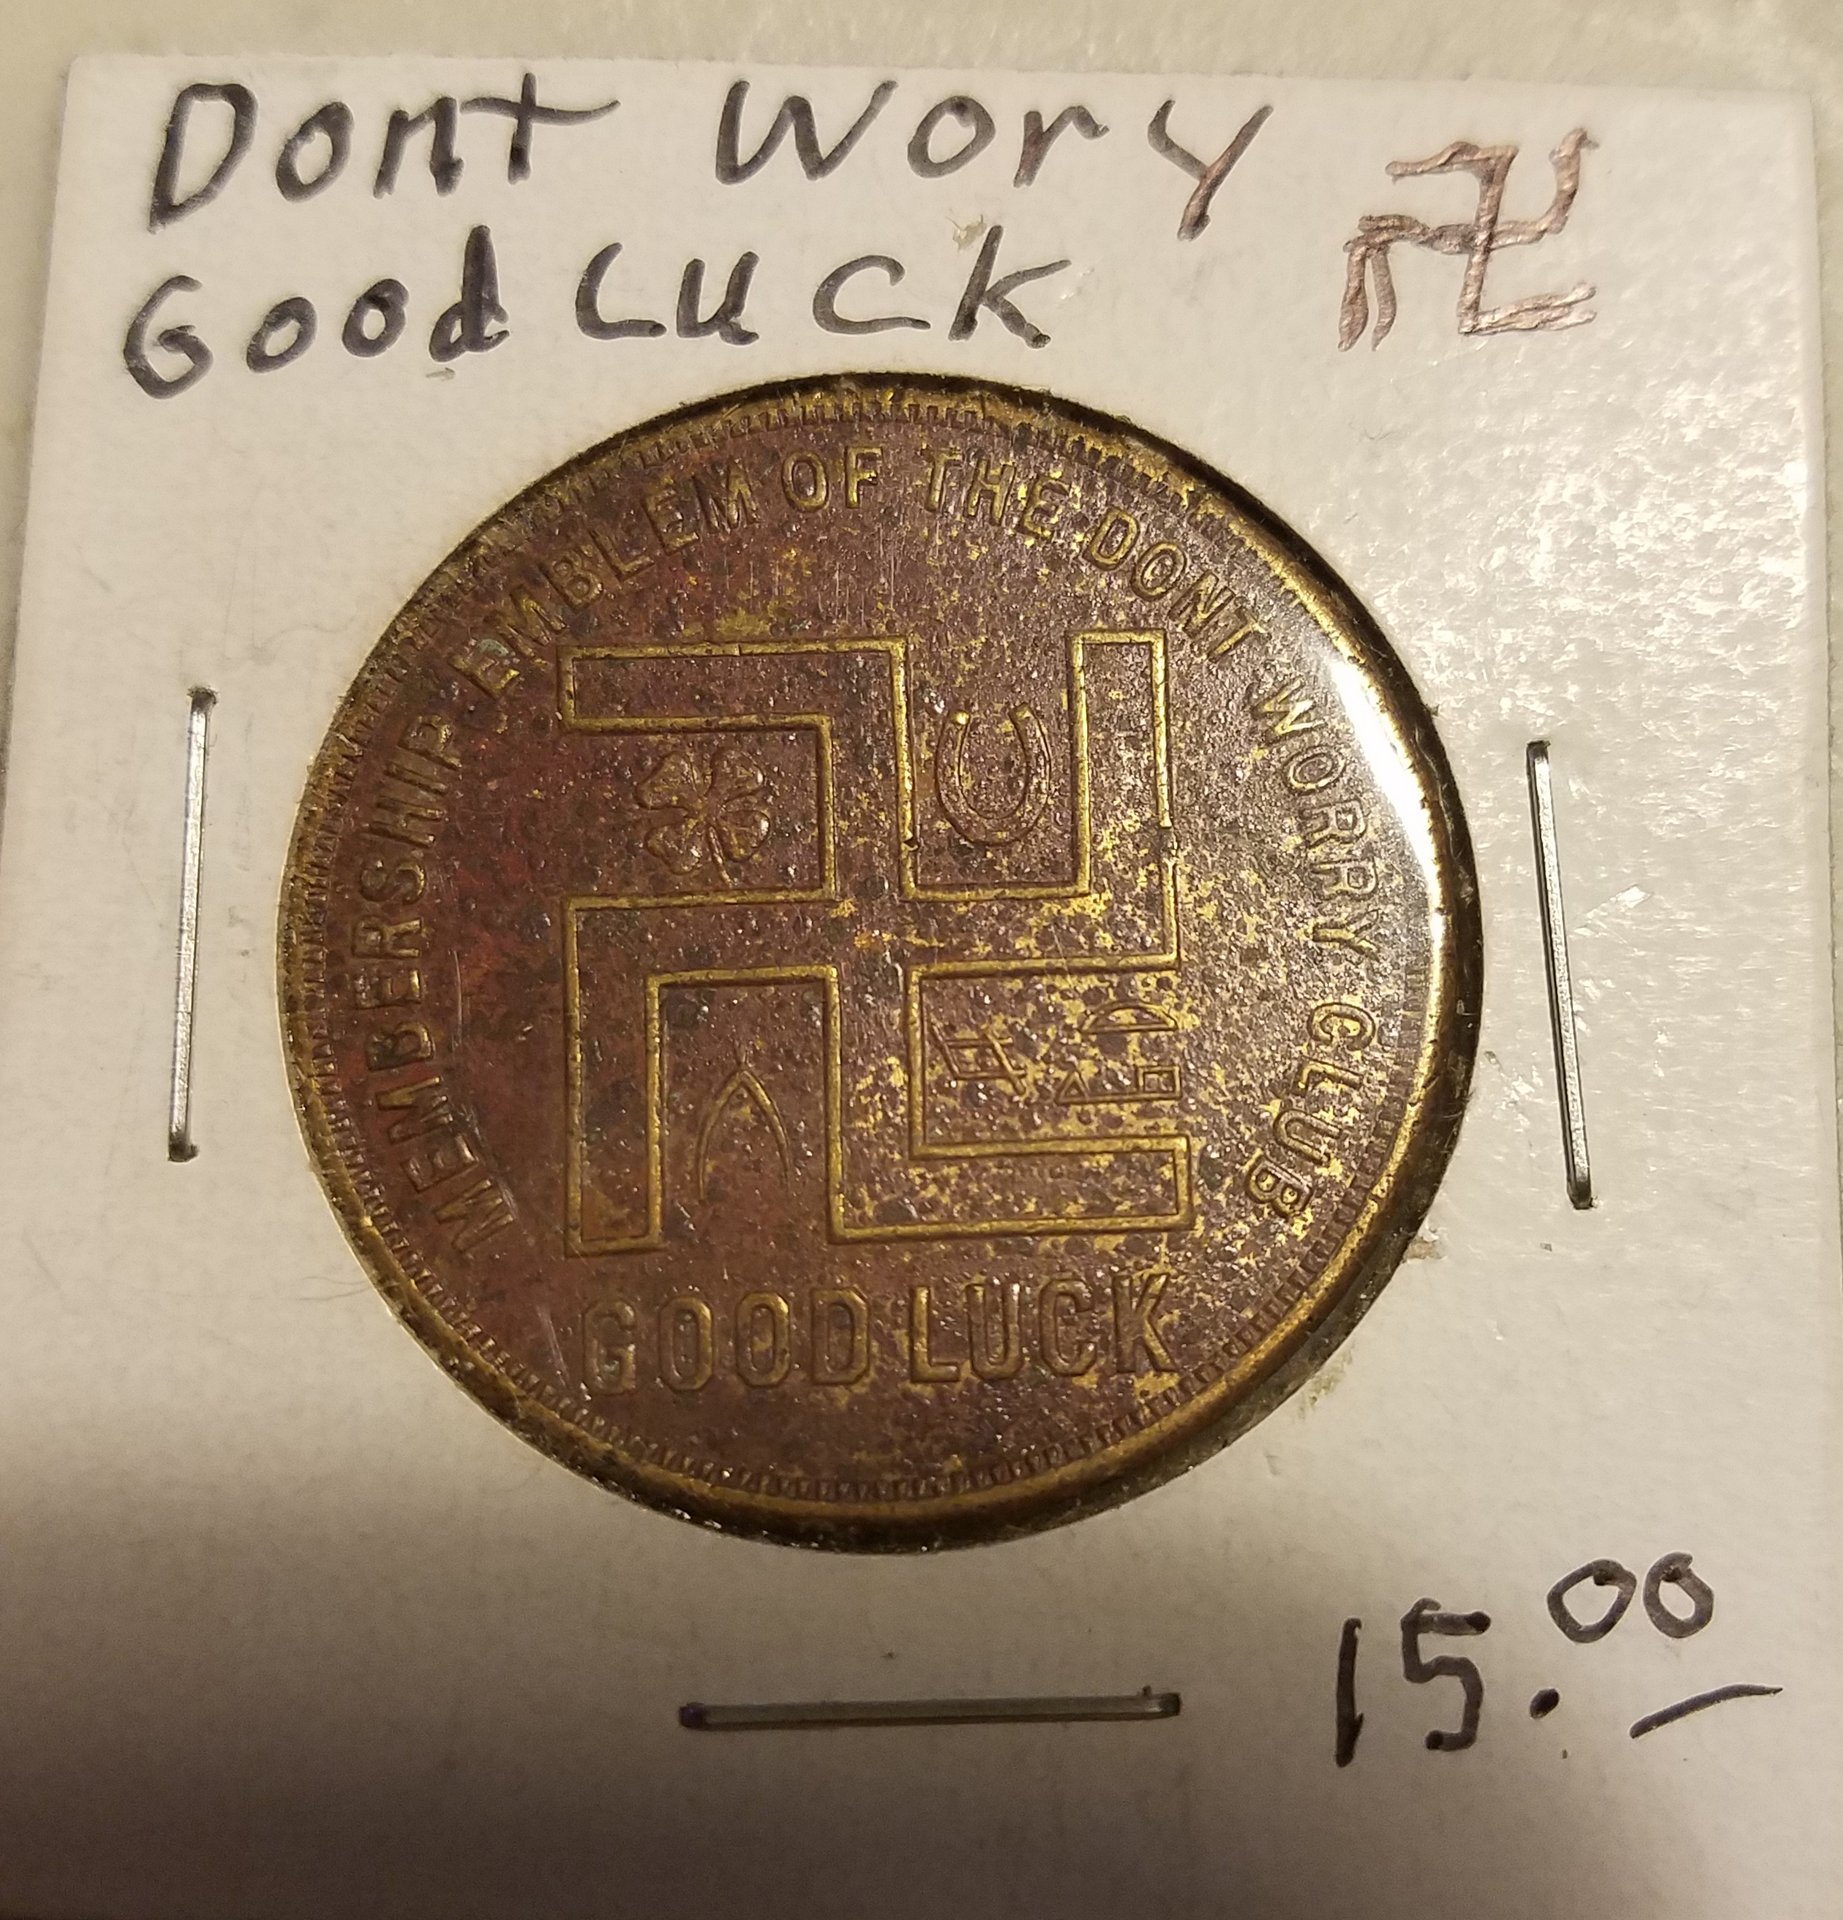 Dont Wory
Good Luck
MEMBERSHIP EMBLEM OF THE DONT WORRY CLUB
GOOD LUCK
15.00